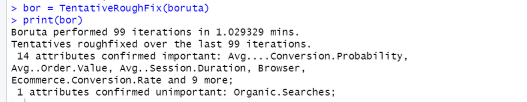 > bor = TentativeRoughFix(boruta)
> print(bor)
Boruta performed 99 iterations in 1.029329 mins.
Tentatives roughfixed over the last 99 iterations.
 14 attributes confirmed important: Avg....Conversion.Probability,
Avg..Order.Value, Avg..Session.Duration, Browser,
Ecommerce.Conversion.Rate and 9 more;
 1 attributes confirmed unimportant: Organic.Searches;